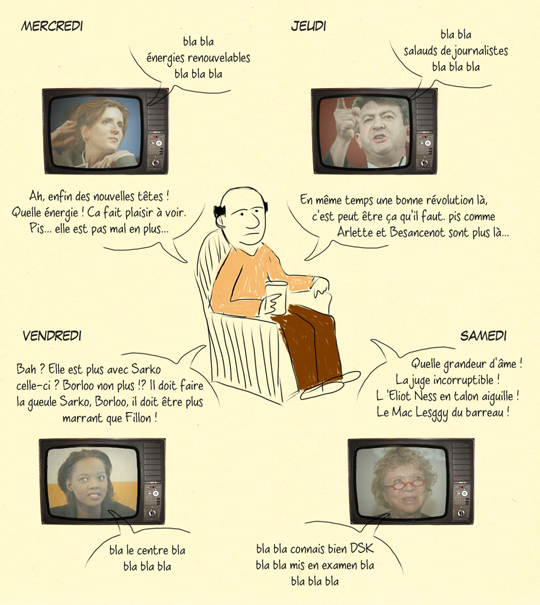 MERCREDI
bla bla
énergies renouvelables
bla bla bla
Ah, enfin des nouvelles têtes !
Quelle énergie ! Ca fait plaisir à voir.
Pis... elle est pas mal en plus...
JEUDI
bla bla
salauds de journalistes
bla bla bla
En même temps une bonne révolution là,
c'est peut être ça qu'il faut. pis comme
Arlette et Besancenot sont plus là...
VENDREDI
Bah ? Elle est plus avec Sarko
celle-ci ? Borloo non plus !? Il doit faire
la gueule Sarko, Borloo, il doit être plus
marrant que Fillon !
bla le centre bla
bla bla bla
SAMEDI
Quelle grandeur d'âme !
La juge incorruptible !
L 'Eliot Ness en talon aiguille !
Le Mac Lesggy du barreau !
bla bla connais bien DSK
bla bla mis en examen bla
bla bla bla